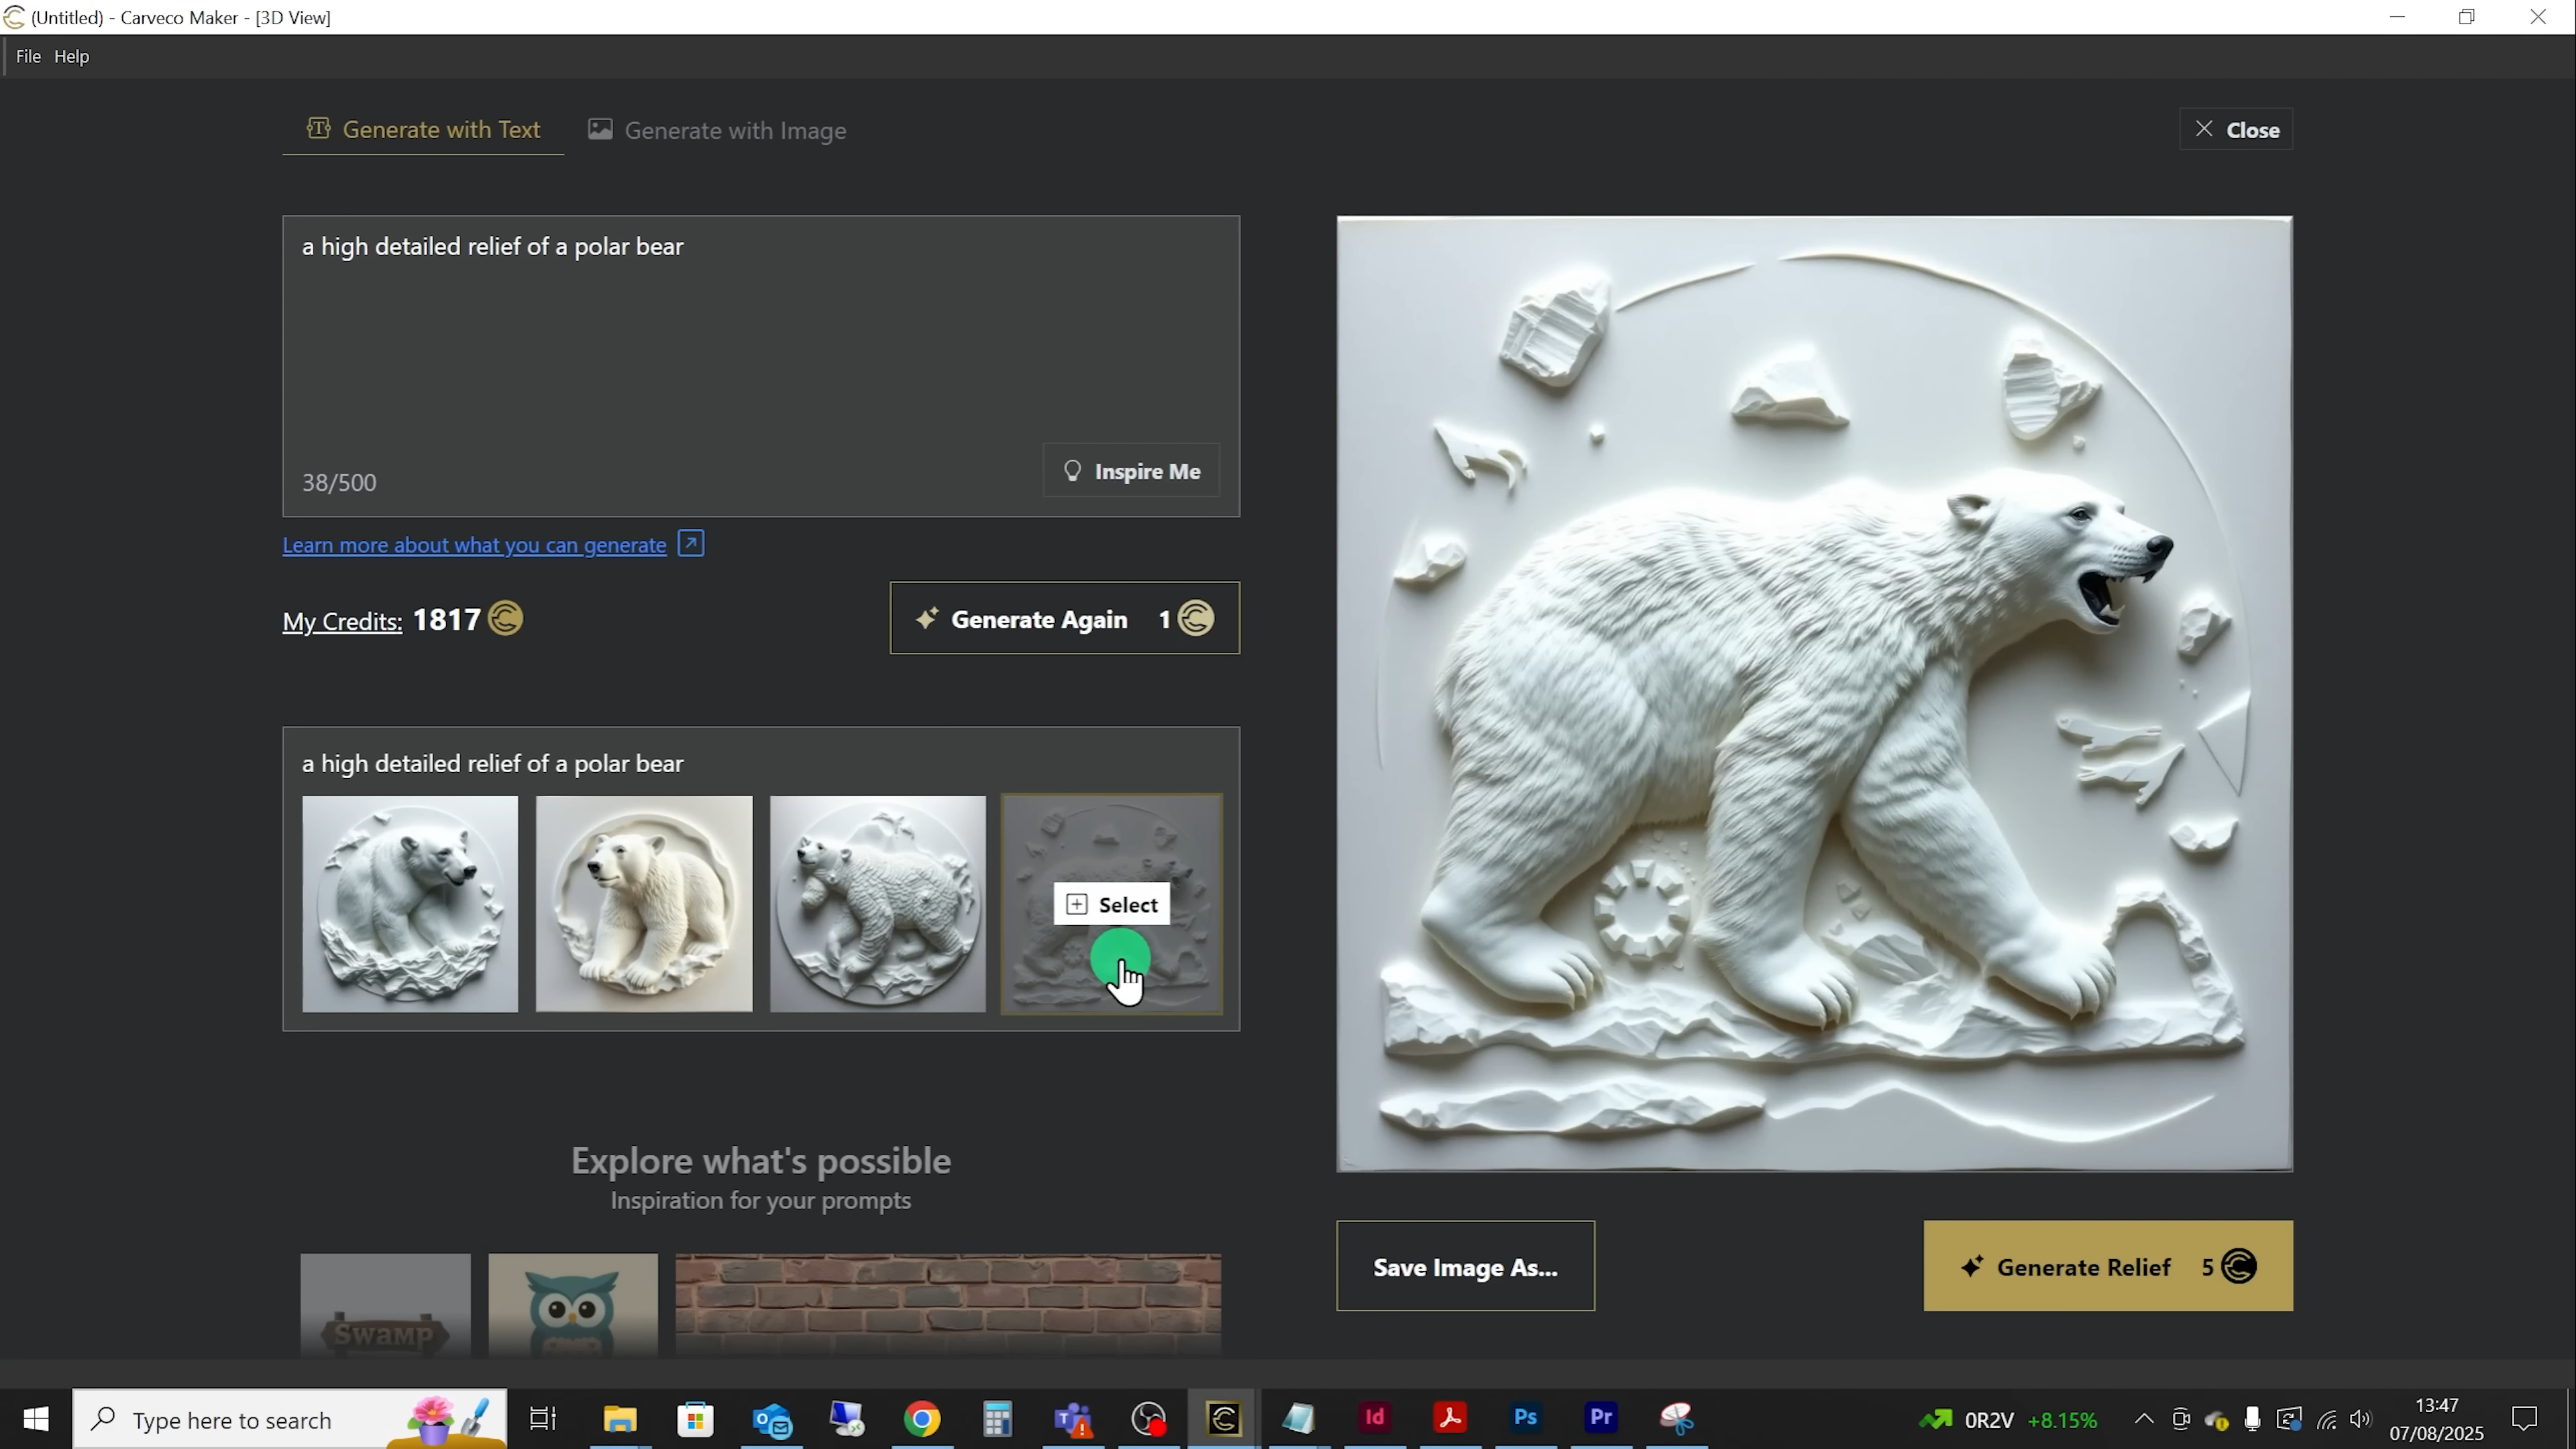 (Untitled) - Carveco Maker - [3D View]
File Help
Generate with Text
Generate with Image
Close
a high detailed relief of a polar bear
38/500
Inspire Me
Learn more about what you can generate
My Credits: 1817
Generate Again 1
a high detailed relief of a polar bear
Select
Explore what's possible
Inspiration for your prompts
Swamp
Save Image As...
Generate Relief 5
Type here to search
Id
Ps
Pr
0R2V +8.15%
13:47
07/08/2025